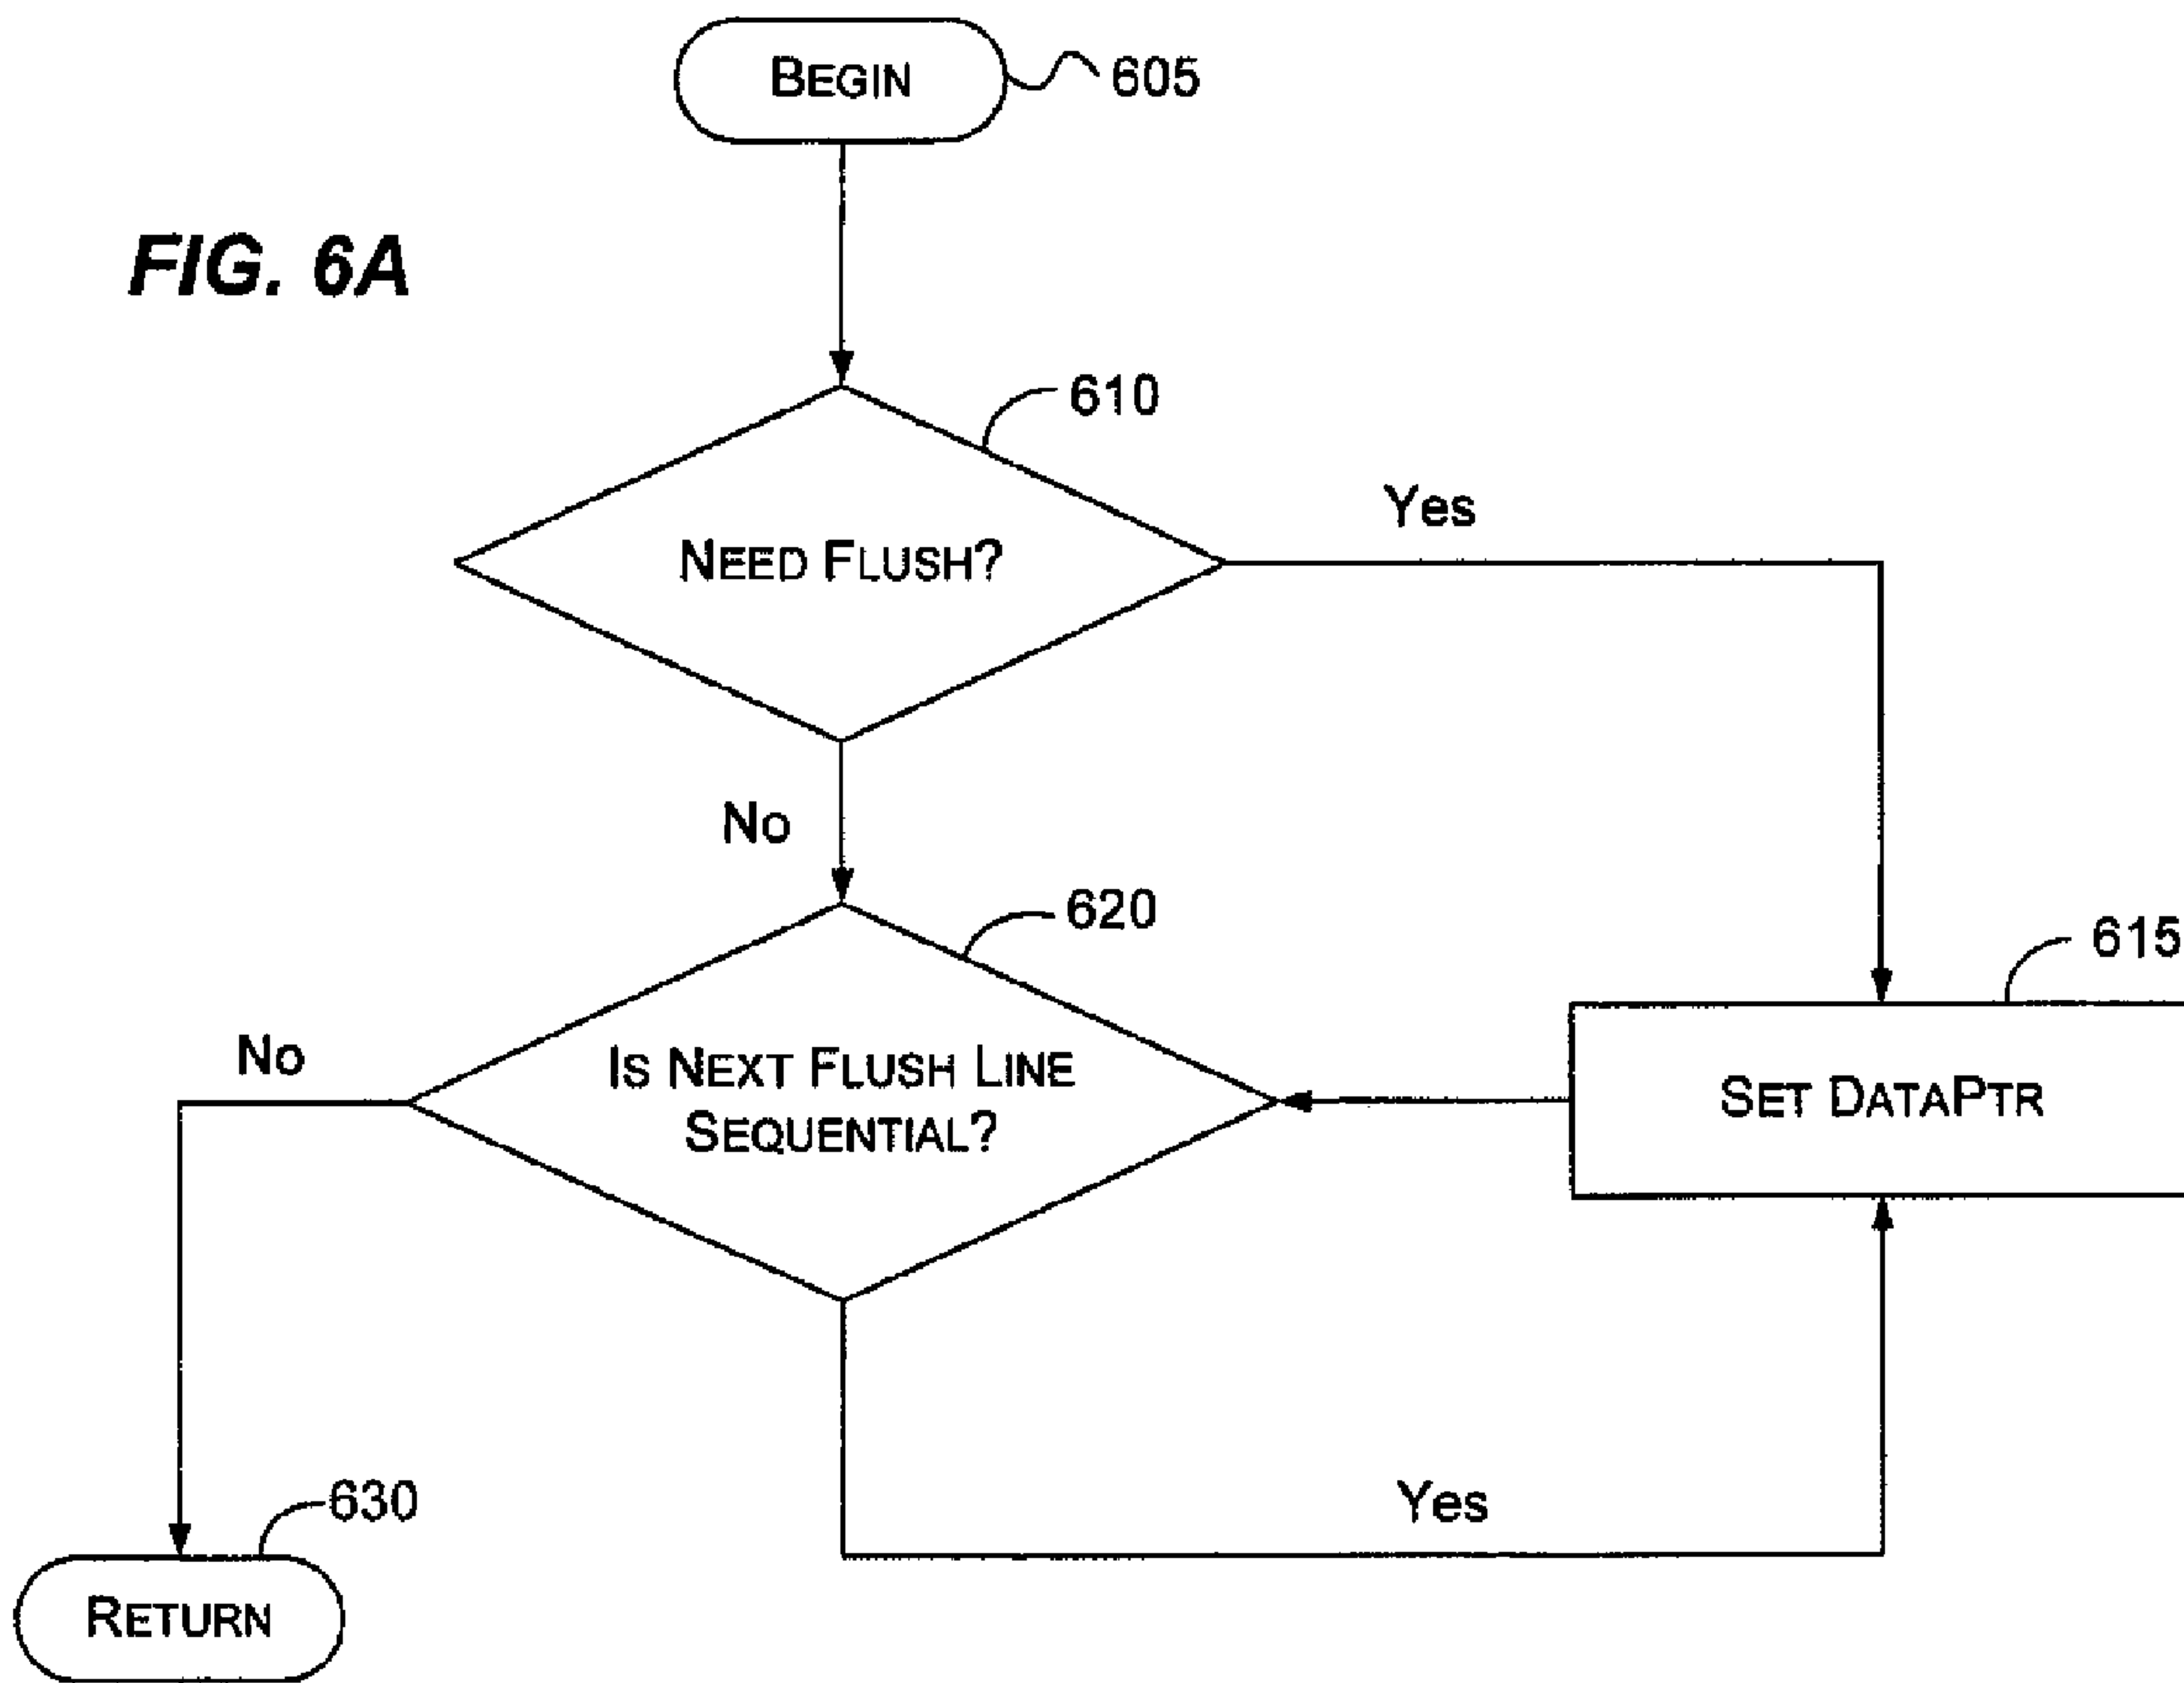 BEGIN
605
FIG. 6A
610
NEED FLUSH?
Yes
No
620
615
No
IS NEXT FLUSH LINE
SEQUENTIAL?
SET DATAPTR
630
Yes
RETURN